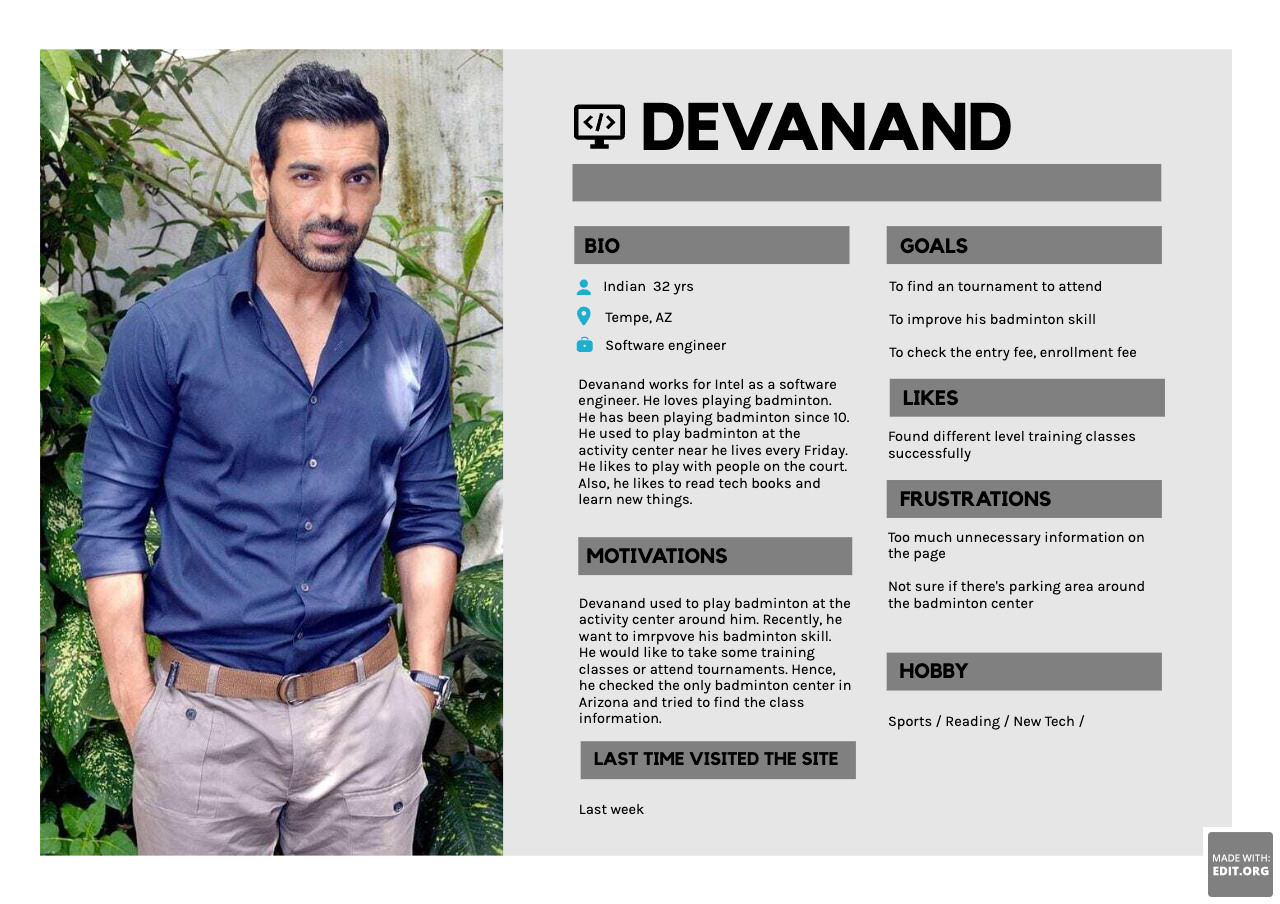 </>
DEVANAND
BIO
Indian  32 yrs
Tempe, AZ
Software engineer
Devanand works for Intel as a software
engineer. He loves playing badminton.
He has been playing badminton since 10.
He used to play badminton at the
activity center near he lives every Friday.
He likes to play with people on the court.
Also, he likes to read tech books and
learn new things.
MOTIVATIONS
Devanand used to play badminton at the
activity center around him. Recently, he
want to imrpvove his badminton skill.
He would like to take some training
classes or attend tournaments. Hence,
he checked the only badminton center in
Arizona and tried to find the class
information.
LAST TIME VISITED THE SITE
Last week
GOALS
To find an tournament to attend
To improve his badminton skill
To check the entry fee, enrollment fee
LIKES
Found different level training classes
successfully
FRUSTRATIONS
Too much unnecessary information on
the page
Not sure if there's parking area around
the badminton center
HOBBY
Sports / Reading / New Tech /
MADE WITH:
EDIT.ORG